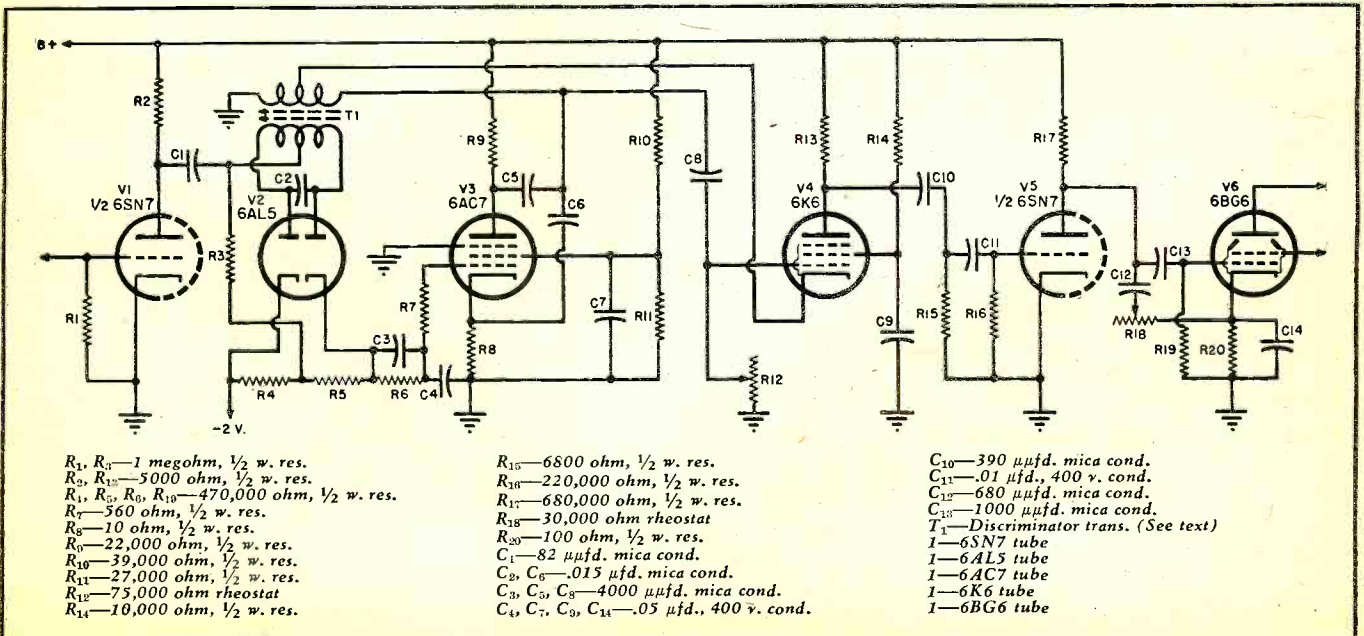 B+
R2
T1
R9
R10
R13
R14
R17
C1
C8
V1
½ 6SN7
C2
V2
6AL5
V3
6AC7
C5
C6
V4
6K6
C10
V5
½ 6SN7
V6
6BG6
R3
C11
C13
C12
R1
R7
C7
R11
C9
R15
R16
R18
R19
R20
C14
R8
C3
R4
R5
R6
C4
R12
-2 V.
R₁, R₃—1 megohm, ½ w. res.
R₂, R₁₃—5000 ohm, ½ w. res.
R₄, R₅, R₆, R₁₉—470,000 ohm, ½ w. res.
R₇—560 ohm, ½ w. res.
R₈—10 ohm, ½ w. res.
R₉—22,000 ohm, ½ w. res.
R₁₀—39,000 ohm, ½ w. res.
R₁₁—27,000 ohm, ½ w. res.
R₁₂—75,000 ohm rheostat
R₁₄—10,000 ohm, ½ w. res.
R₁₅—6800 ohm, ½ w. res.
R₁₆—220,000 ohm, ½ w. res.
R₁₇—680,000 ohm, ½ w. res.
R₁₈—30,000 ohm rheostat
R₂₀—100 ohm, ½ w. res.
C₁—82 μμfd. mica cond.
C₂, C₆—.015 μfd. mica cond.
C₃, C₅, C₈—4000 μμfd. mica cond.
C₄, C₇, C₉, C₁₄—.05 μfd., 400 v. cond.
C₁₀—390 μμfd. mica cond.
C₁₁—.01 μfd., 400 v. cond.
C₁₂—680 μμfd. mica cond.
C₁₃—1000 μμfd. mica cond.
T₁—Discriminator trans. (See text)
1—6SN7 tube
1—6AL5 tube
1—6AC7 tube
1—6K6 tube
1—6BG6 tube